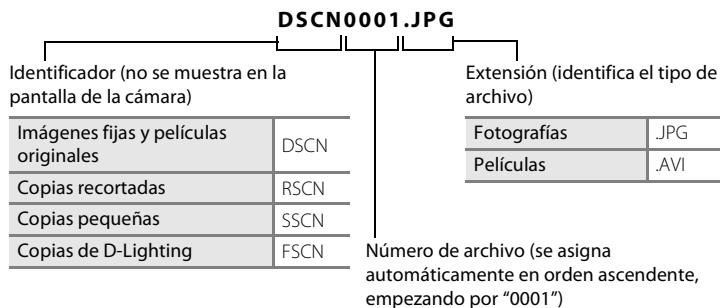 DSCN0001.JPG
Identificador (no se muestra en la
pantalla de la cámara)
Imágenes fijas y películas
originales
DSCN
Copias recortadas
RSCN
Copias pequeñas
SSCN
Copias de D-Lighting
FSCN
Extensión (identifica el tipo de
archivo)
Fotografías
.JPG
Películas
.AVI
Número de archivo (se asigna
automáticamente en orden ascendente,
empezando por “0001”)